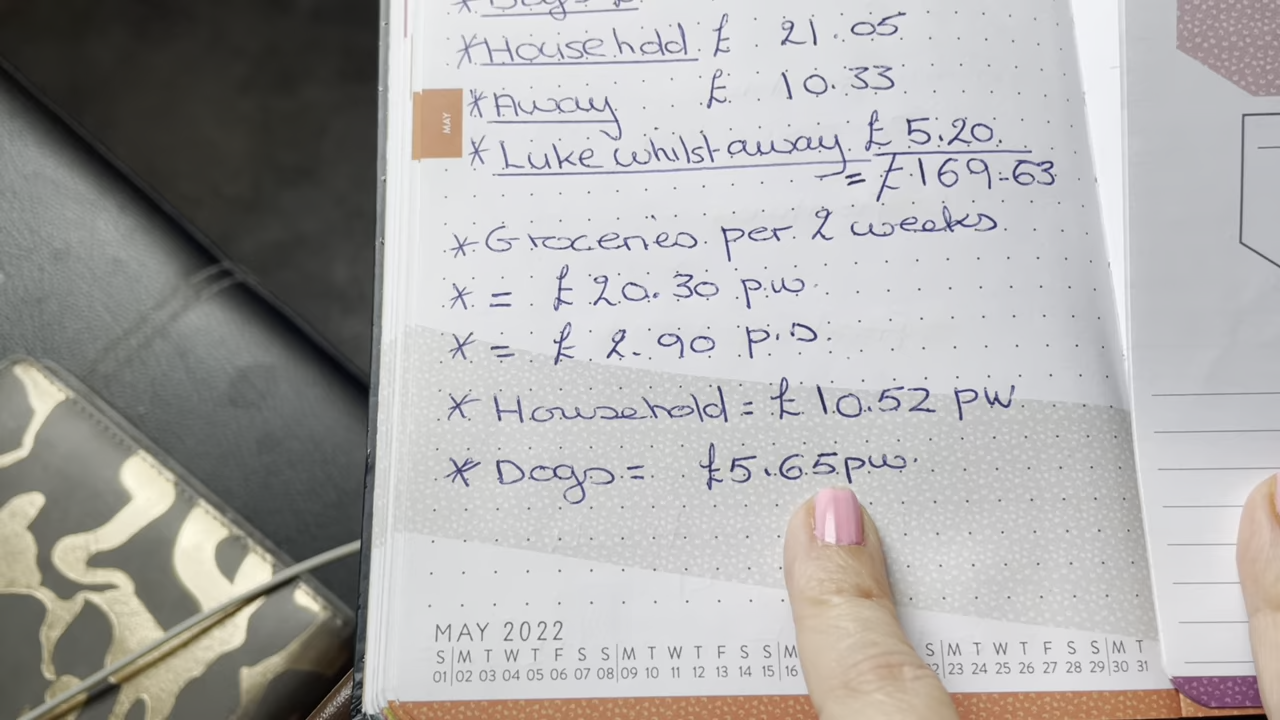 * Household £ 21.05
* Away £ 10.33
* Luke whilst away £ 5.20
= £169-63
* Groceries per 2 weeks
* = £20.30 p.w.
* = £ 2.90 p.D.
* Household = £10.52 pw
* Dogs = £5.65pw.
MAY
MAY 2022
S M T W T F S S M T W T F S S M S M T W T F S S M T
01 02 03 04 05 06 07 08 09 10 11 12 13 14 15 16 23 24 25 26 27 28 29 30 31